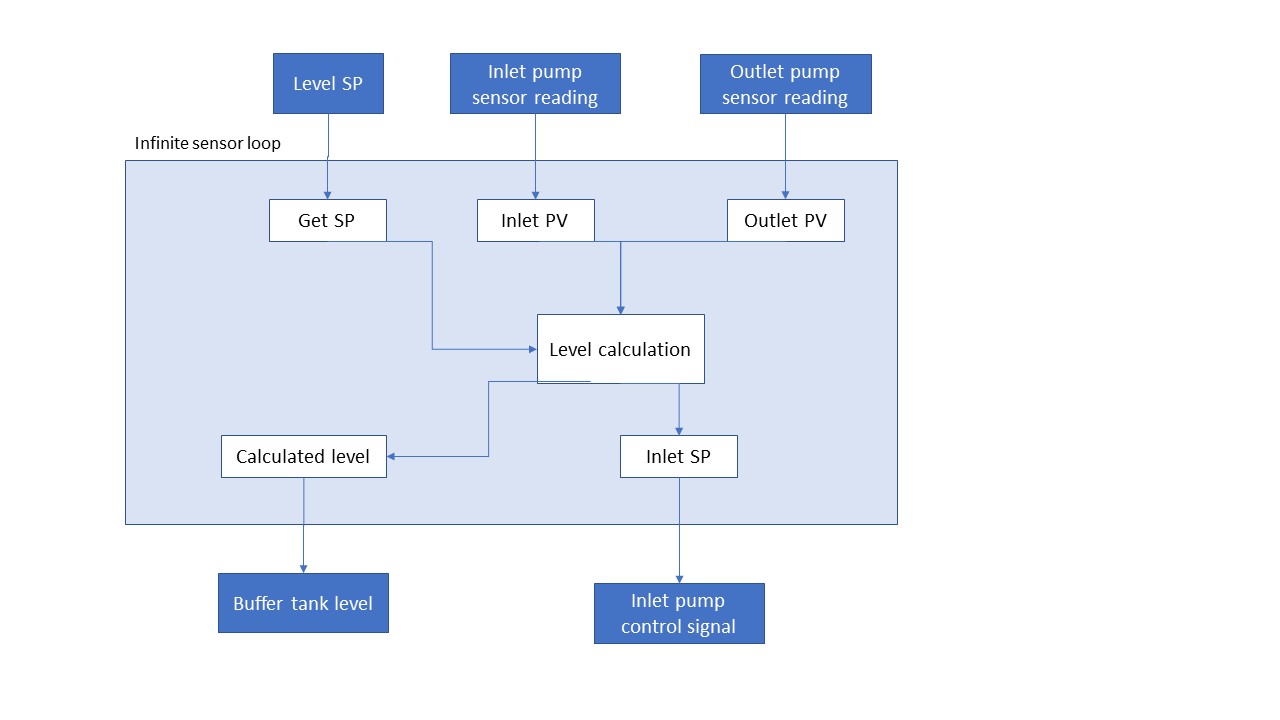 Level SP
Inlet pump
sensor reading
Outlet pump
sensor reading
Infinite sensor loop
Get SP
Inlet PV
Outlet PV
Level calculation
Calculated level
Inlet SP
Buffer tank level
Inlet pump
control signal